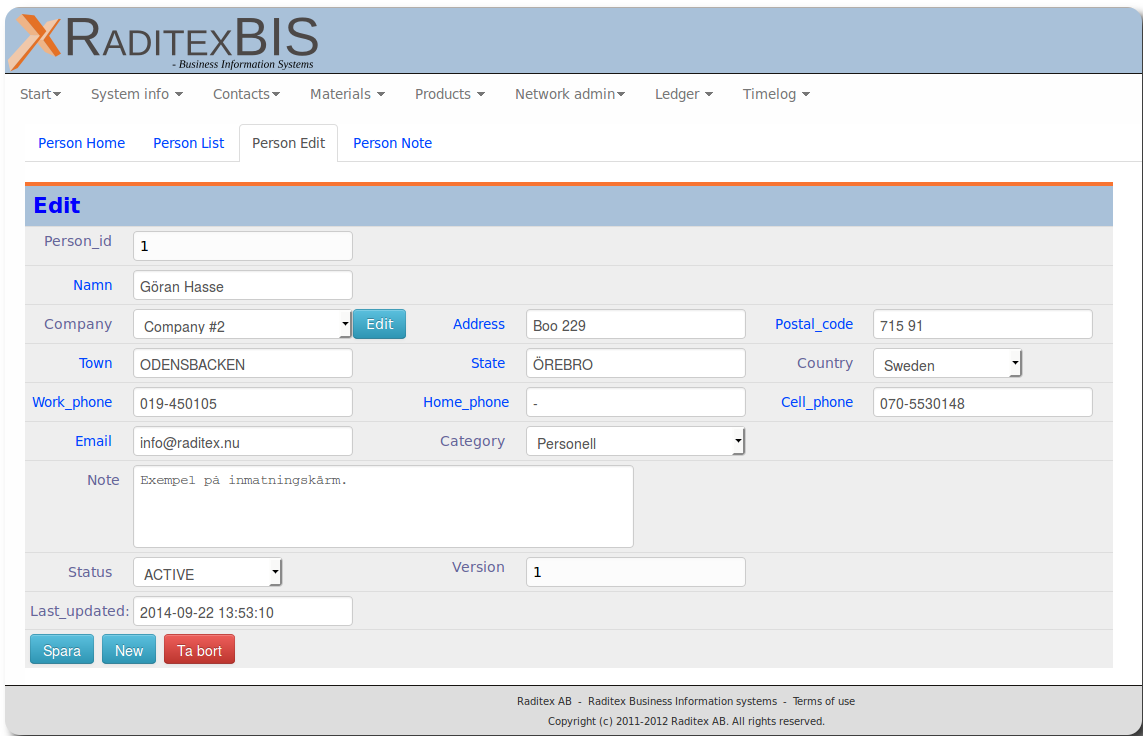 RADITEXBIS
- Business Information Systems
Start System info Contacts Materials Products Network admin Ledger Timelog
Person Home Person List Person Edit Person Note
Edit
Person_id 1
Namn Göran Hasse
Company Company #2 Edit Address Boo 229 Postal_code 715 91
Town ODENSBACKEN State ÖREBRO Country Sweden
Work_phone 019-450105 Home_phone - Cell_phone 070-5530148
Email info@raditex.nu Category Personell
Note Exempel på inmatningskärm.
Status ACTIVE Version 1
Last_updated: 2014-09-22 13:53:10
Spara New Ta bort
Raditex AB - Raditex Business Information systems - Terms of use
Copyright (c) 2011-2012 Raditex AB. All rights reserved.